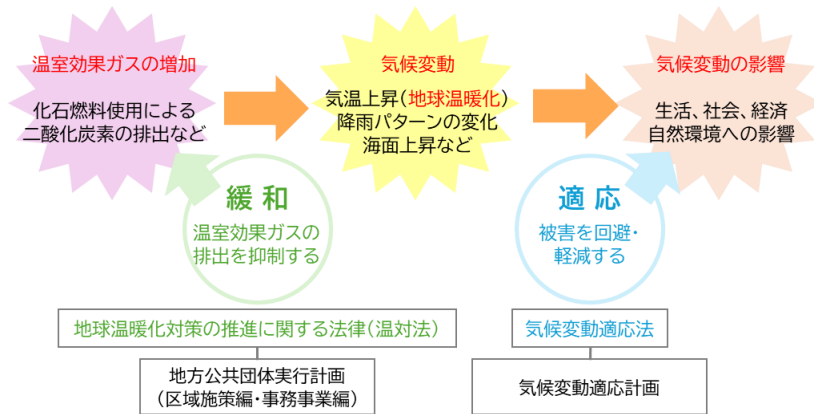 温室効果ガスの増加
化石燃料使用による
二酸化炭素の排出など
気候変動
気温上昇(地球温暖化)
降雨パターンの変化
海面上昇など
気候変動の影響
生活、社会、経済
自然環境への影響
緩和
温室効果ガスの
排出を抑制する
適応
被害を回避・
軽減する
地球温暖化対策の推進に関する法律(温対法)
地方公共団体実行計画
(区域施策編・事務事業編)
気候変動適応法
気候変動適応計画